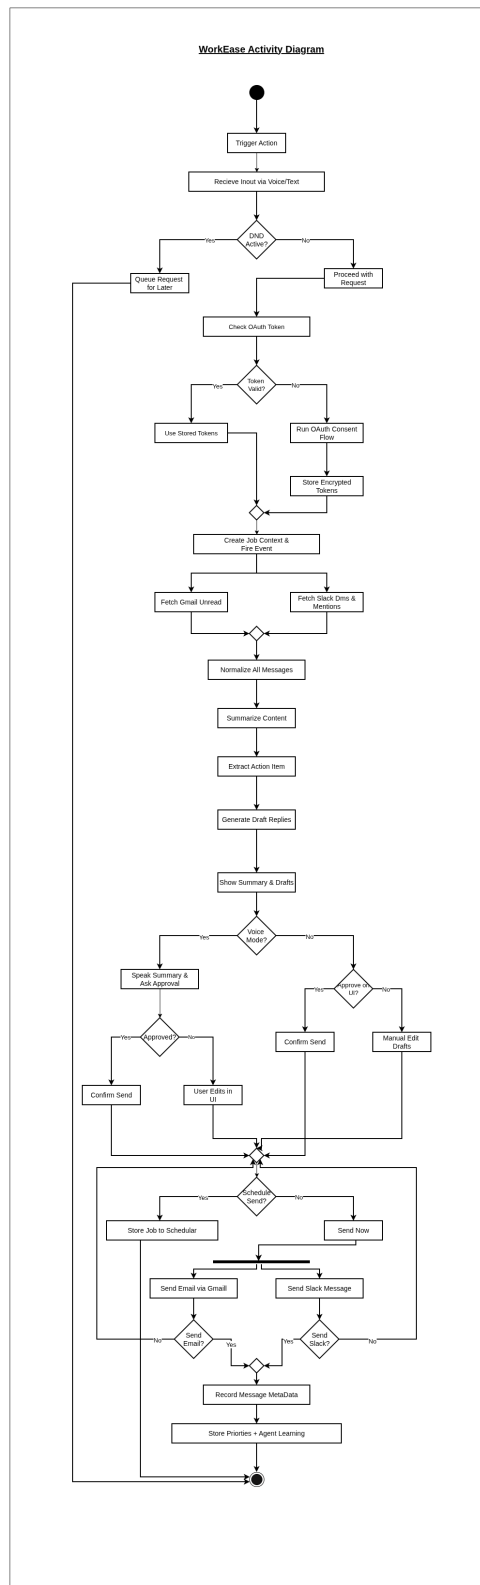 WorkEase Activity Diagram
Trigger Action
Recieve Inout via Voice/Text
DND
Active?
Yes
No
Queue Request
for Later
Proceed with
Request
Check OAuth Token
Token
Valid?
Yes
No
Use Stored Tokens
Run OAuth Consent
Flow
Store Encrypted
Tokens
Create Job Context &
Fire Event
Fetch Gmail Unread
Fetch Slack Dms &
Mentions
Normalize All Messages
Summarize Content
Extract Action Item
Generate Draft Replies
Show Summary & Drafts
Voice
Mode?
Yes
No
Speak Summary &
Ask Approval
Approve on
UI?
Yes
No
Approved?
Yes
No
Confirm Send
Manual Edit
Drafts
Confirm Send
User Edits in
UI
Schedule
Send?
Yes
No
Store Job to Schedular
Send Now
Send Email via Gmaill
Send Slack Message
Send
Email?
No
Yes
Send
Slack?
Yes
No
Record Message MetaData
Store Priorties + Agent Learning